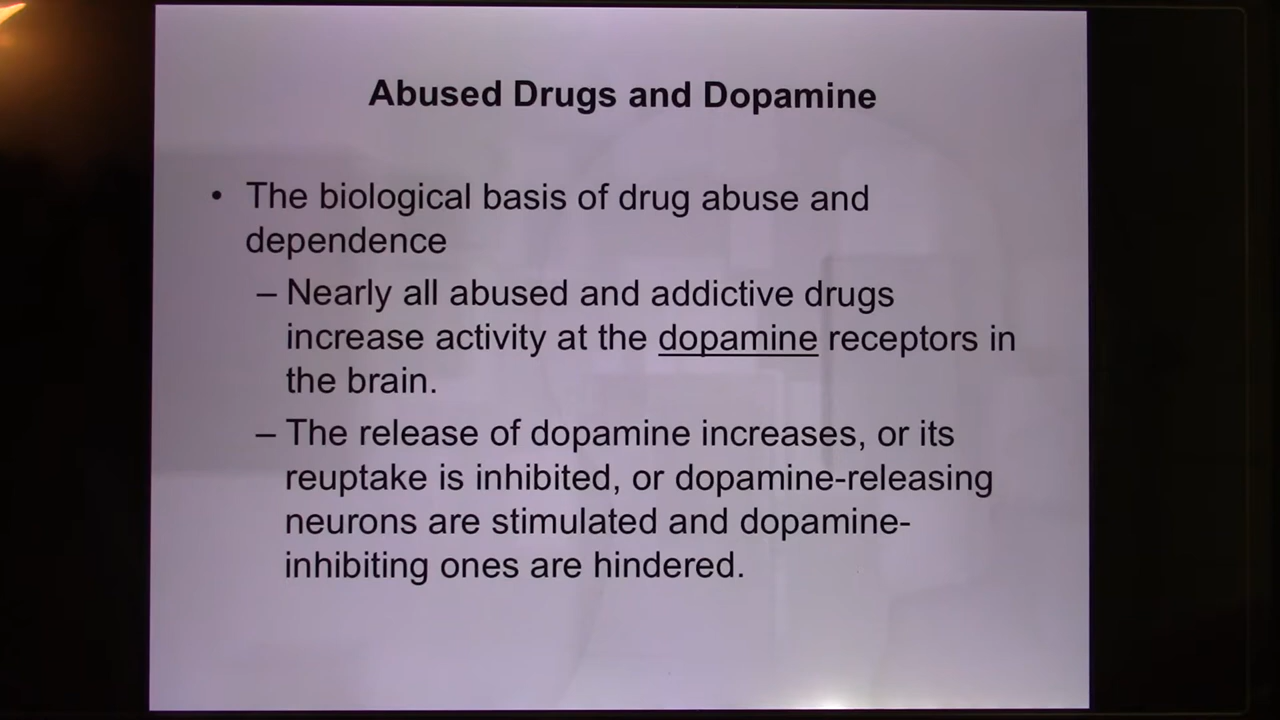 Abused Drugs and Dopamine
• The biological basis of drug abuse and
dependence
– Nearly all abused and addictive drugs
increase activity at the dopamine receptors in
the brain.
– The release of dopamine increases, or its
reuptake is inhibited, or dopamine-releasing
neurons are stimulated and dopamine-
inhibiting ones are hindered.